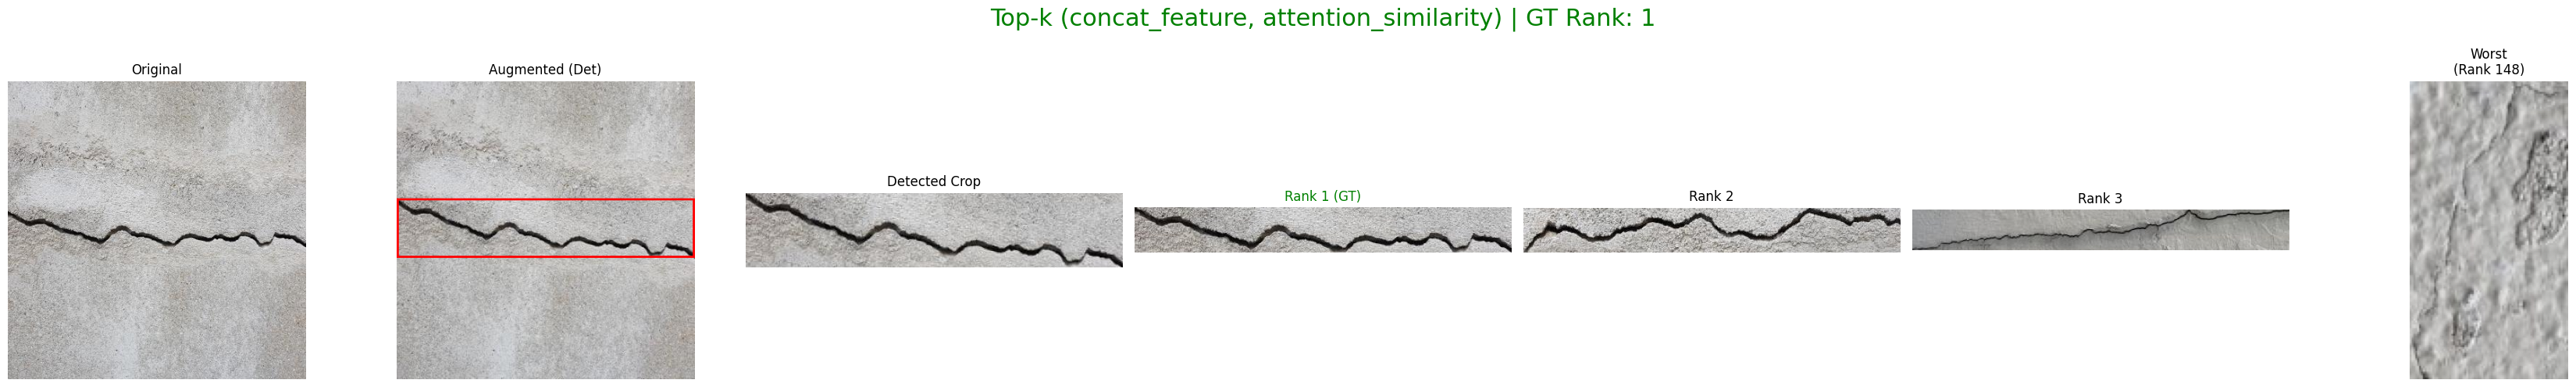 Top-k (concat_feature, attention_similarity) | GT Rank: 1
Original
Augmented (Det)
Detected Crop
Rank 1 (GT)
Rank 2
Rank 3
Worst
(Rank 148)